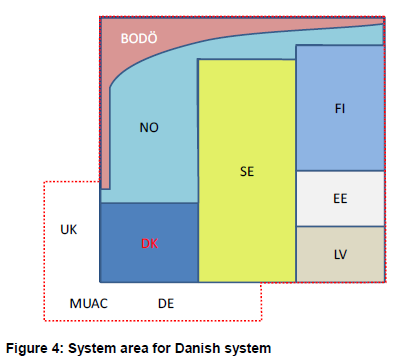 BODÖ
NO
FI
SE
EE
UK
DK
LV
MUAC DE
Figure 4: System area for Danish system